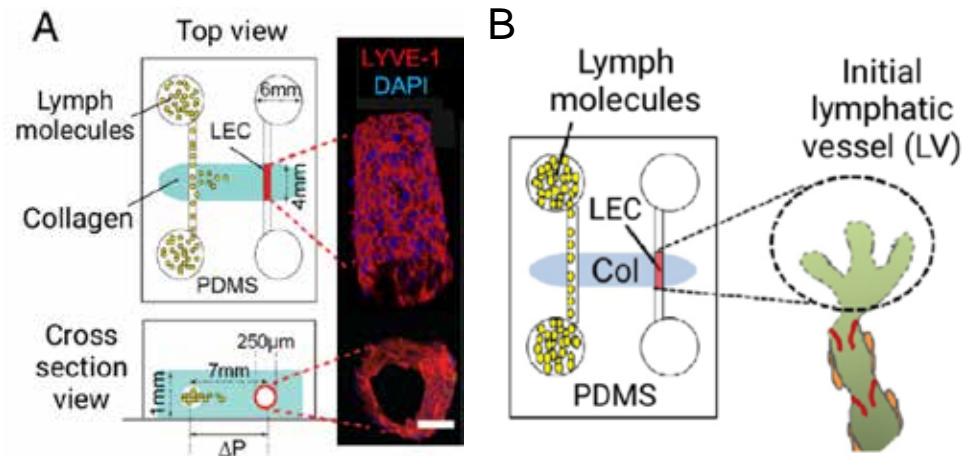 A
Top view
Lymph
molecules
6mm
LEC
4mm
Collagen
PDMS
LYVE-1
DAPI
Cross
section
view
250μm
7mm
1mm
ΔP
B
Lymph
molecules
Initial
lymphatic
vessel (LV)
LEC
Col
PDMS